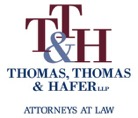 TT&H
THOMAS, THOMAS
& HAFER LLP
ATTORNEYS AT LAW